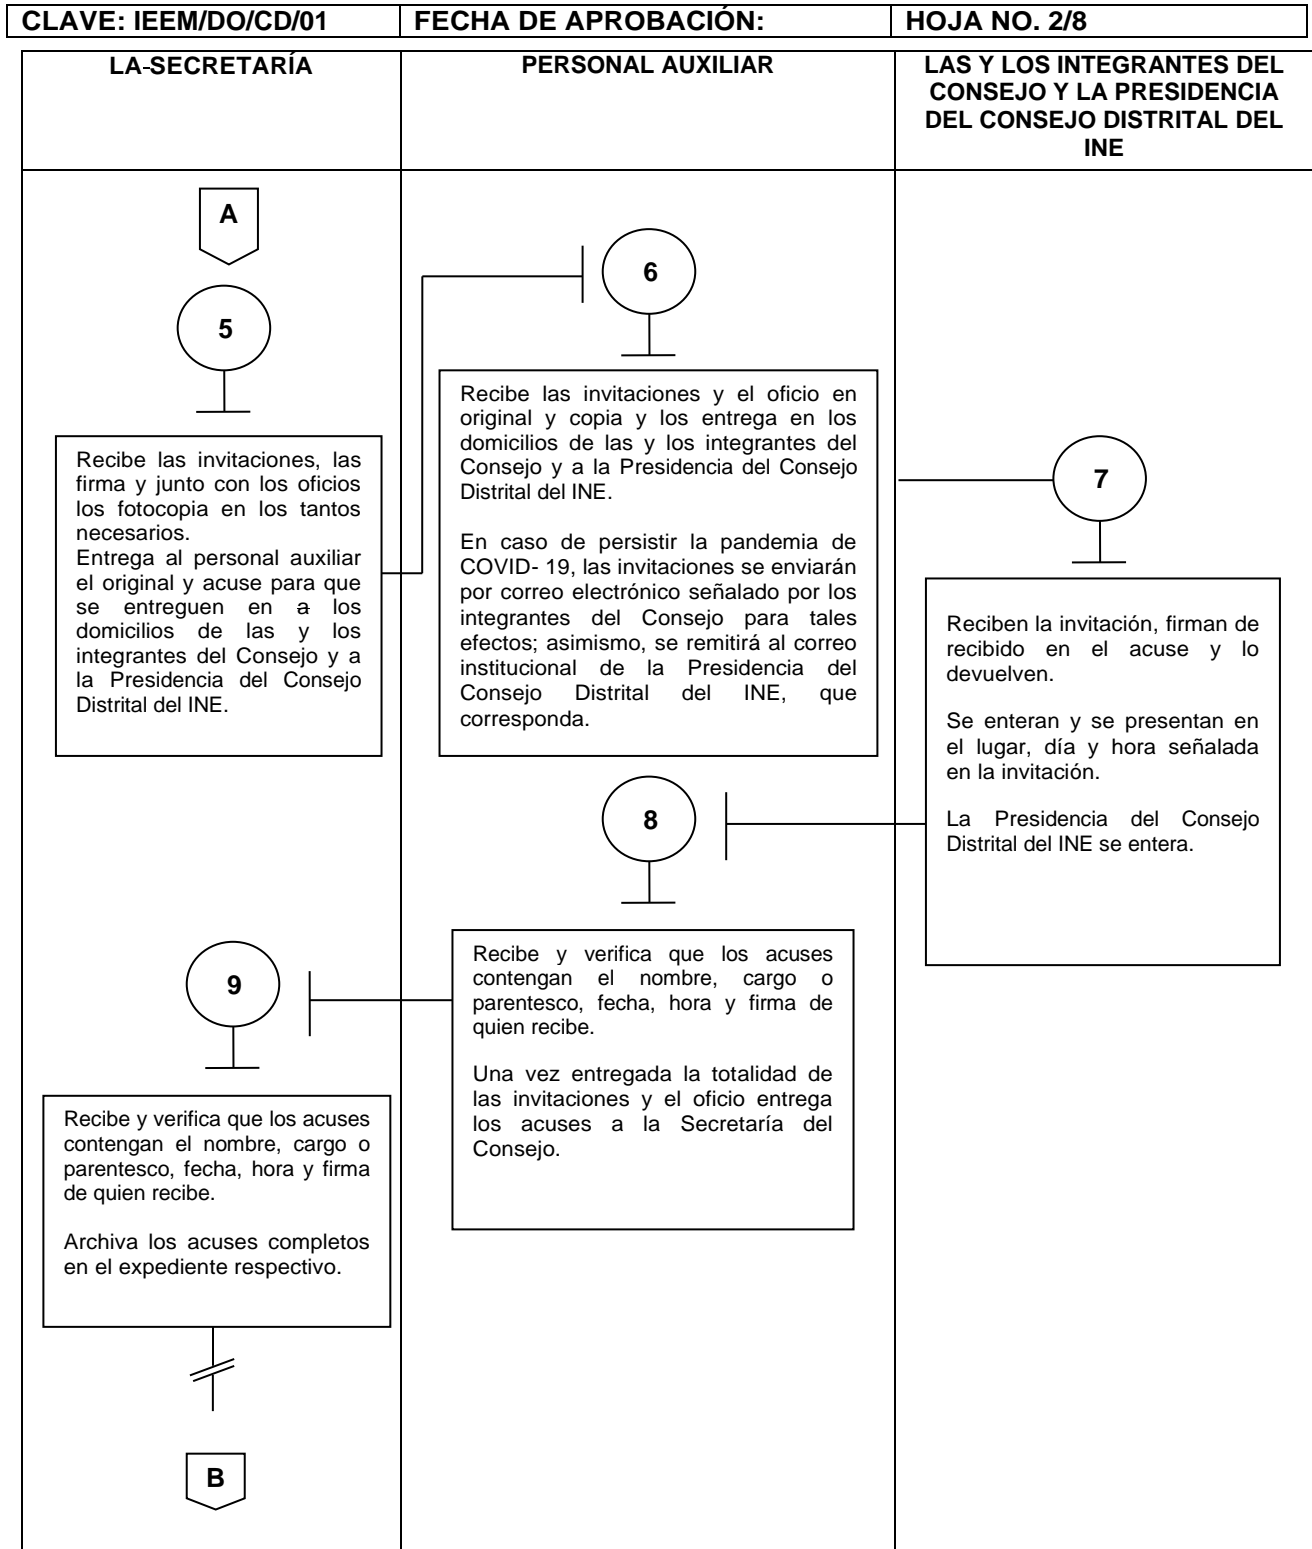 CLAVE: IEEM/DO/CD/01 FECHA DE APROBACIÓN: HOJA NO. 2/8
LA-SECRETARÍA
PERSONAL AUXILIAR
LAS Y LOS INTEGRANTES DEL
CONSEJO Y LA PRESIDENCIA
DEL CONSEJO DISTRITAL DEL
INE
A
5
Recibe las invitaciones, las
firma y junto con los oficios
los fotocopia en los tantos
necesarios.
Entrega al personal auxiliar
el original y acuse para que
se entreguen en a los
domicilios de las y los
integrantes del Consejo y a
la Presidencia del Consejo
Distrital del INE.
6
Recibe las invitaciones y el oficio en
original y copia y los entrega en los
domicilios de las y los integrantes del
Consejo y a la Presidencia del Consejo
Distrital del INE.
En caso de persistir la pandemia de
COVID- 19, las invitaciones se enviarán
por correo electrónico señalado por los
integrantes del Consejo para tales
efectos; asimismo, se remitirá al correo
institucional de la Presidencia del
Consejo Distrital del INE, que
corresponda.
7
Reciben la invitación, firman de
recibido en el acuse y lo
devuelven.
Se enteran y se presentan en
el lugar, día y hora señalada
en la invitación.
La Presidencia del Consejo
Distrital del INE se entera.
8
Recibe y verifica que los acuses
contengan el nombre, cargo o
parentesco, fecha, hora y firma de
quien recibe.
Una vez entregada la totalidad de
las invitaciones y el oficio entrega
los acuses a la Secretaría del
Consejo.
9
Recibe y verifica que los acuses
contengan el nombre, cargo o
parentesco, fecha, hora y firma
de quien recibe.
Archiva los acuses completos
en el expediente respectivo.
B